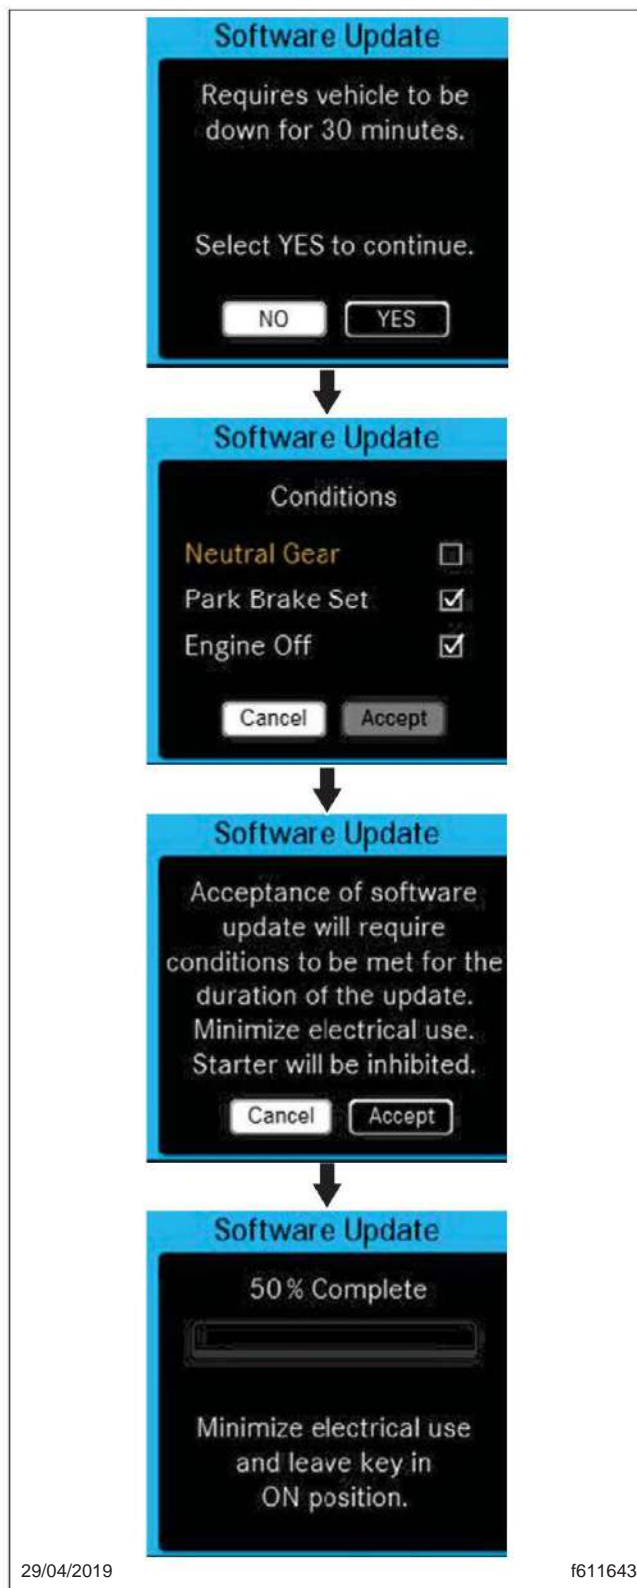 Software Update
Requires vehicle to be
down for 30 minutes.
Select YES to continue.
NO YES
Software Update
Conditions
Neutral Gear
Park Brake Set
Engine Off
Cancel Accept
Software Update
Acceptance of software
update will require
conditions to be met for the
duration of the update.
Minimize electrical use.
Starter will be inhibited.
Cancel Accept
Software Update
50% Complete
Minimize electrical use
and leave key in
ON position.
29/04/2019 f611643